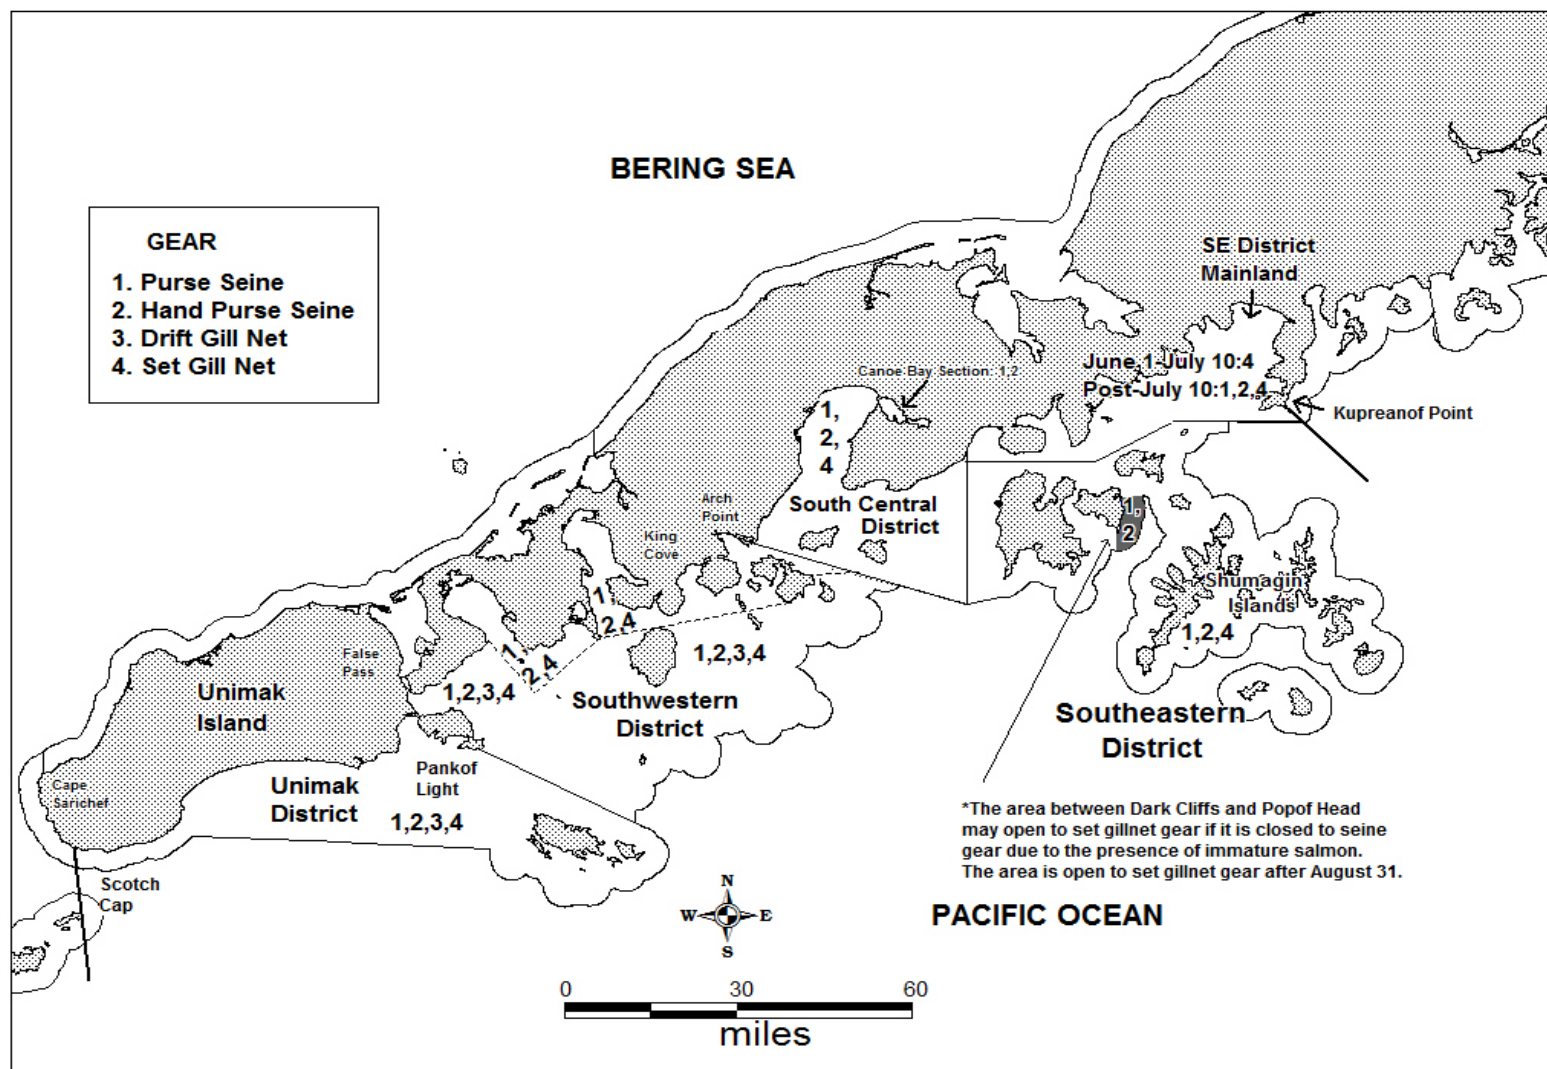 BERING SEA
GEAR
1. Purse Seine
2. Hand Purse Seine
3. Drift Gill Net
4. Set Gill Net
SE District
Mainland
June 1-July 10:4
Post-July 10:1,2,4
Canoe Bay Section: 1,2
Kupreanof Point
1,
2,
4
South Central
District
Arch
Point
King
Cove
1,
2
Shumagin
Islands
1,2,4
1,
2,4
1,
2,4
1,2,3,4
1,2,3,4
False
Pass
Unimak
Island
Southwestern
District
Southeastern
District
Pankof
Light
Unimak
District
1,2,3,4
Cape
Sarichef
Scotch
Cap
*The area between Dark Cliffs and Popof Head
may open to set gillnet gear if it is closed to seine
gear due to the presence of immature salmon.
The area is open to set gillnet gear after August 31.
PACIFIC OCEAN
N
W E
S
0 30 60
miles